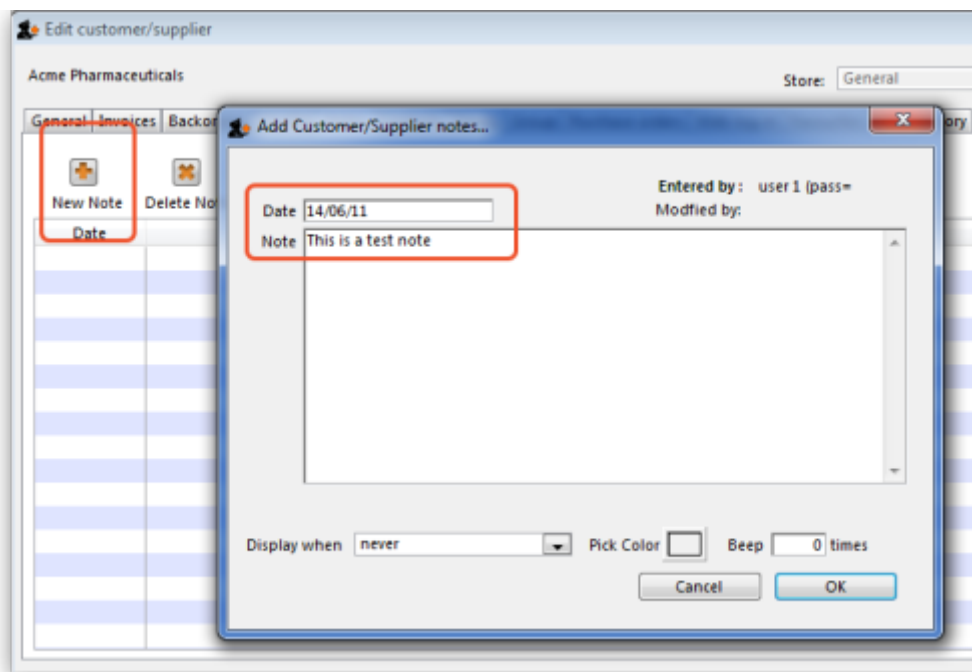 Edit customer/supplier
Acme Pharmaceuticals
Store: General
General Invoices Backor ory
Add Customer/Supplier notes...
New Note Delete No
Date
Entered by: user 1 (pass=
Modfied by:
Date 14/06/11
Note This is a test note
Display when never Pick Color Beep 0 times
Cancel OK